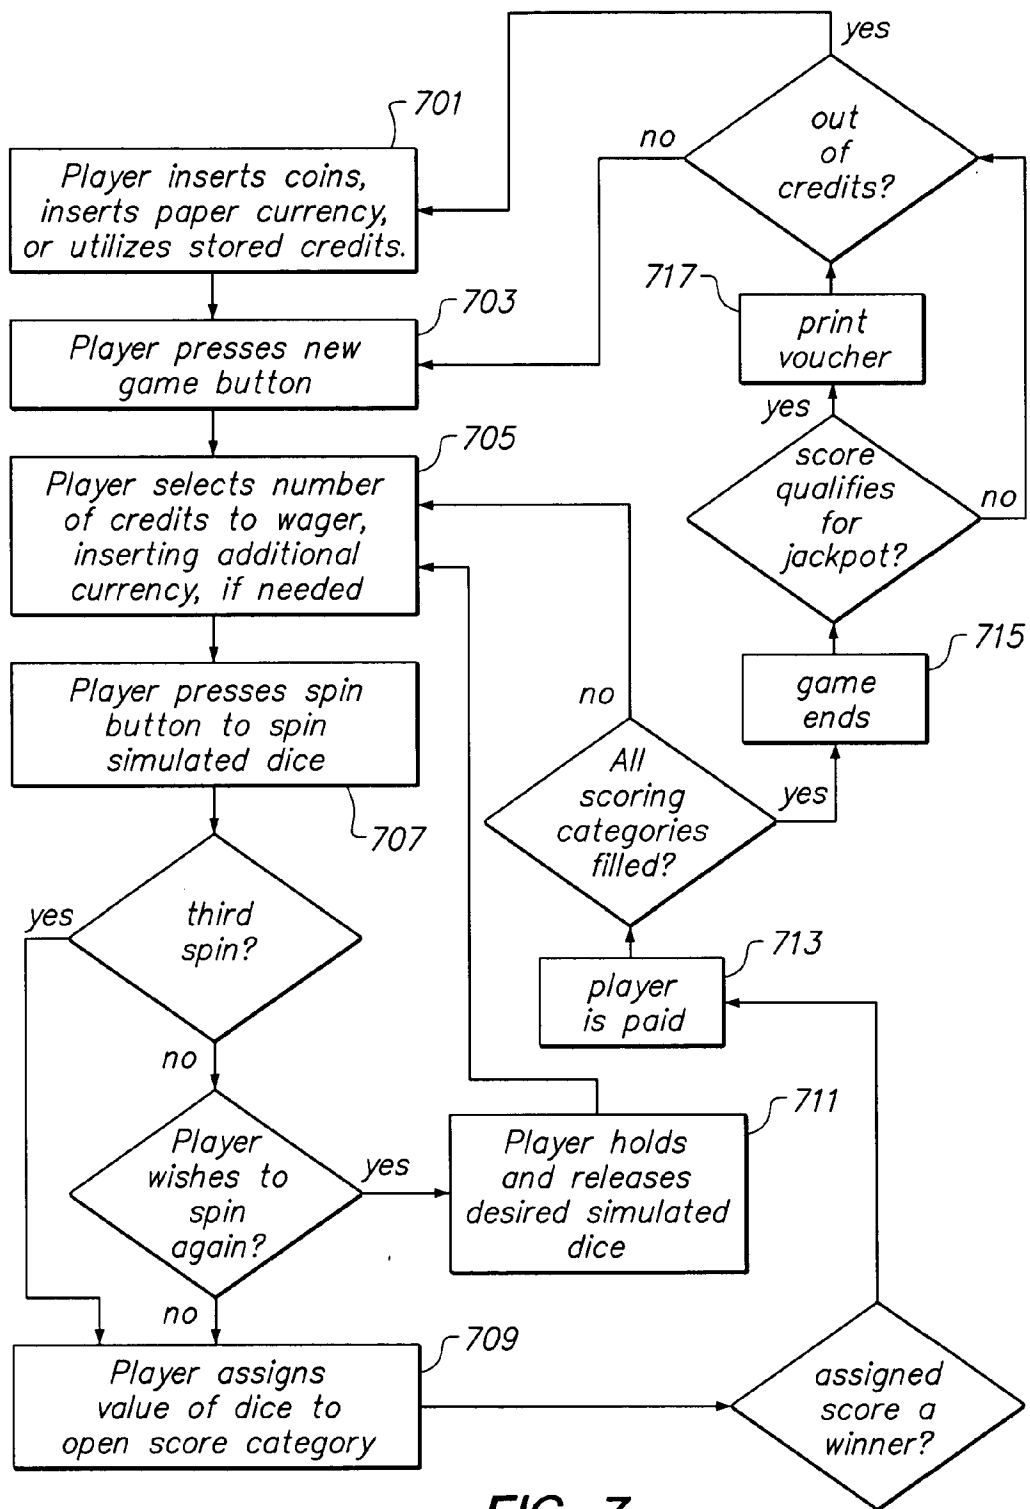 yes
out
of
credits?
no
701
Player inserts coins,
inserts paper currency,
or utilizes stored credits.
717
print
voucher
703
Player presses new
game button
yes
score
qualifies
for
jackpot?
no
705
Player selects number
of credits to wager,
inserting additional
currency, if needed
715
game
ends
Player presses spin
button to spin
simulated dice
707
no
All
scoring
categories
filled?
yes
third
spin?
yes
no
713
player
is paid
Player
wishes to
spin
again?
yes
no
711
Player holds
and releases
desired simulated
dice
709
Player assigns
value of dice to
open score category
assigned
score a
winner?
FIG. 7